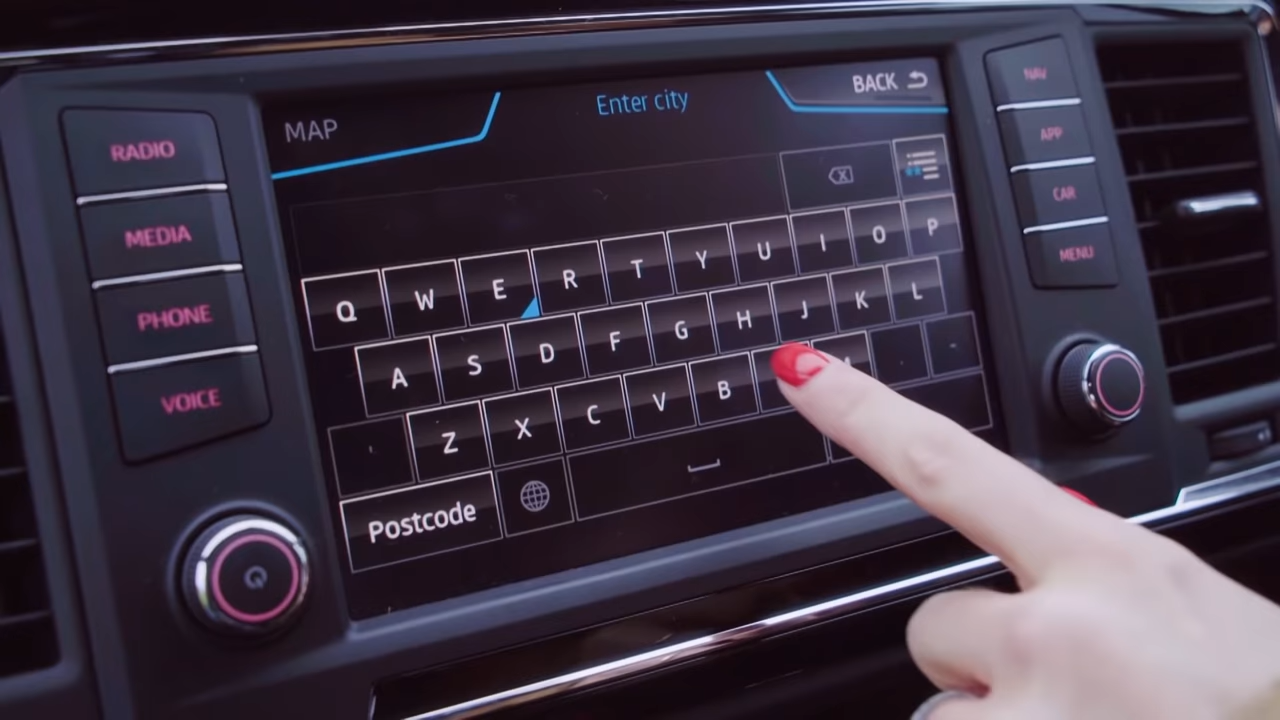 RADIO
MEDIA
PHONE
VOICE
MAP
Enter city
BACK
Q W E R T Y U I O P
A S D F G H J K L
Z X C V B
Postcode
NAV
APP
CAR
MENU